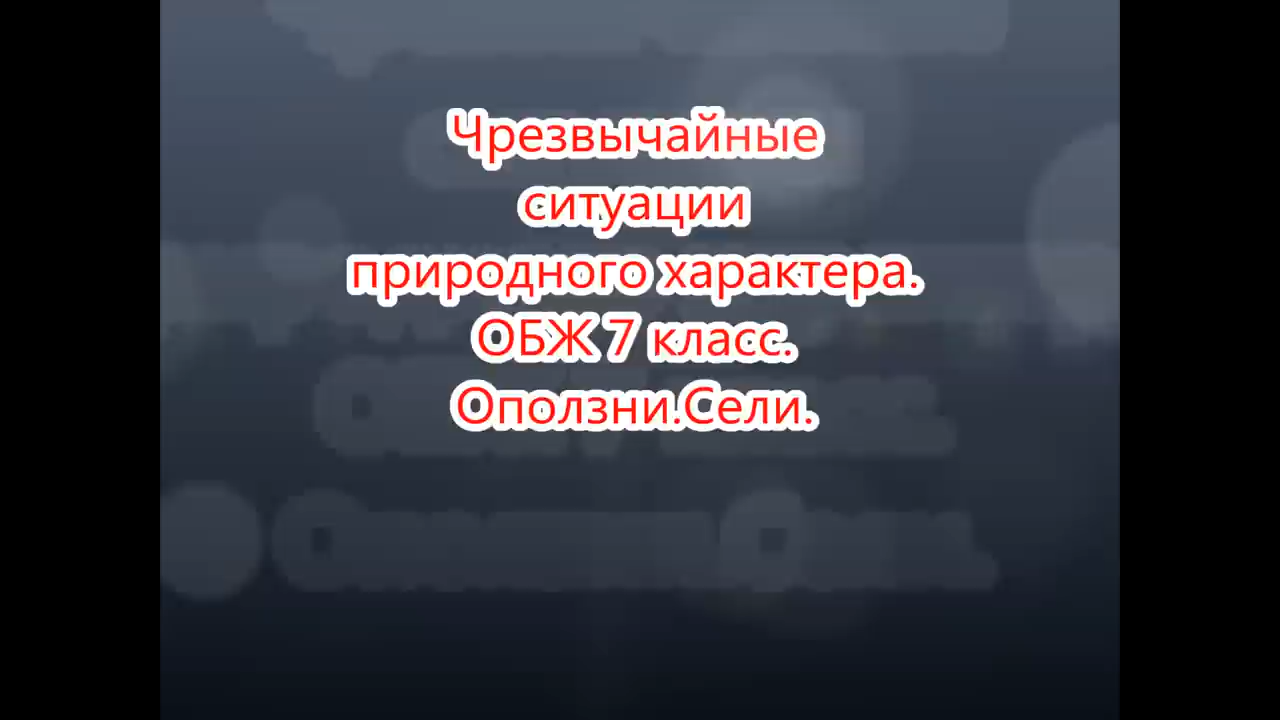 Чрезвычайные
ситуации
природного характера.
ОБЖ 7 класс.
Оползни.Сели.